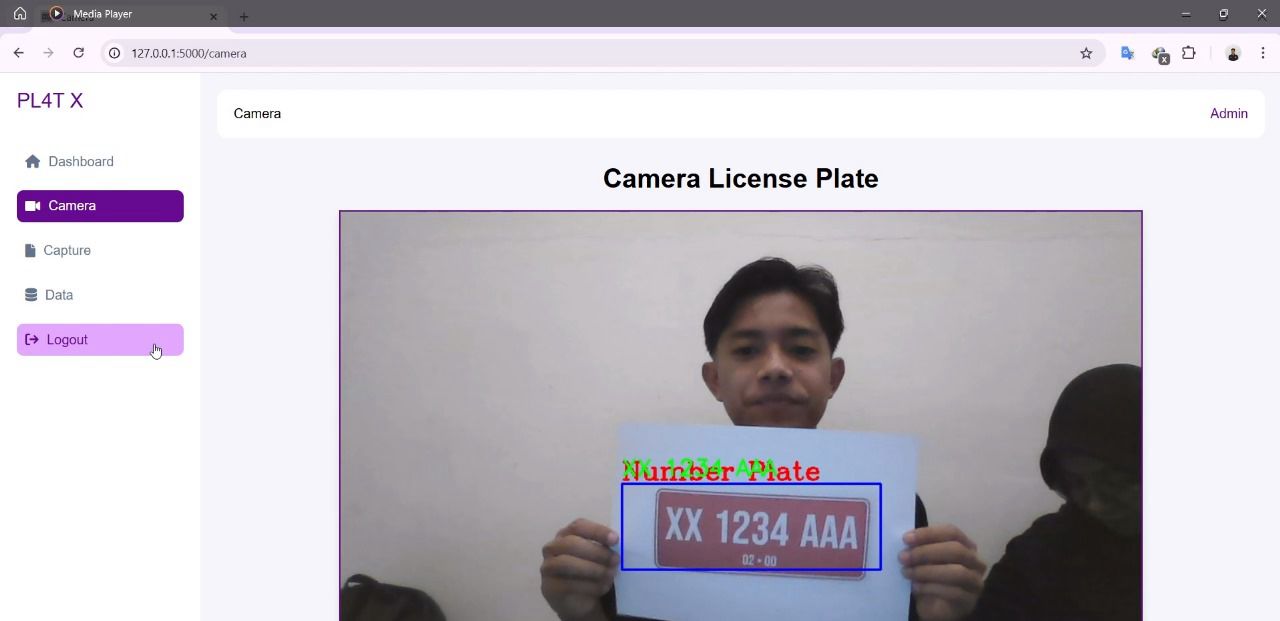 Media Player
127.0.0.1:5000/camera
PL4T X
Camera
Admin
Dashboard
Camera
Capture
Data
Logout
Camera License Plate
XX 1234 AAA
Number Plate
XX 1234 AAA
02 • 00